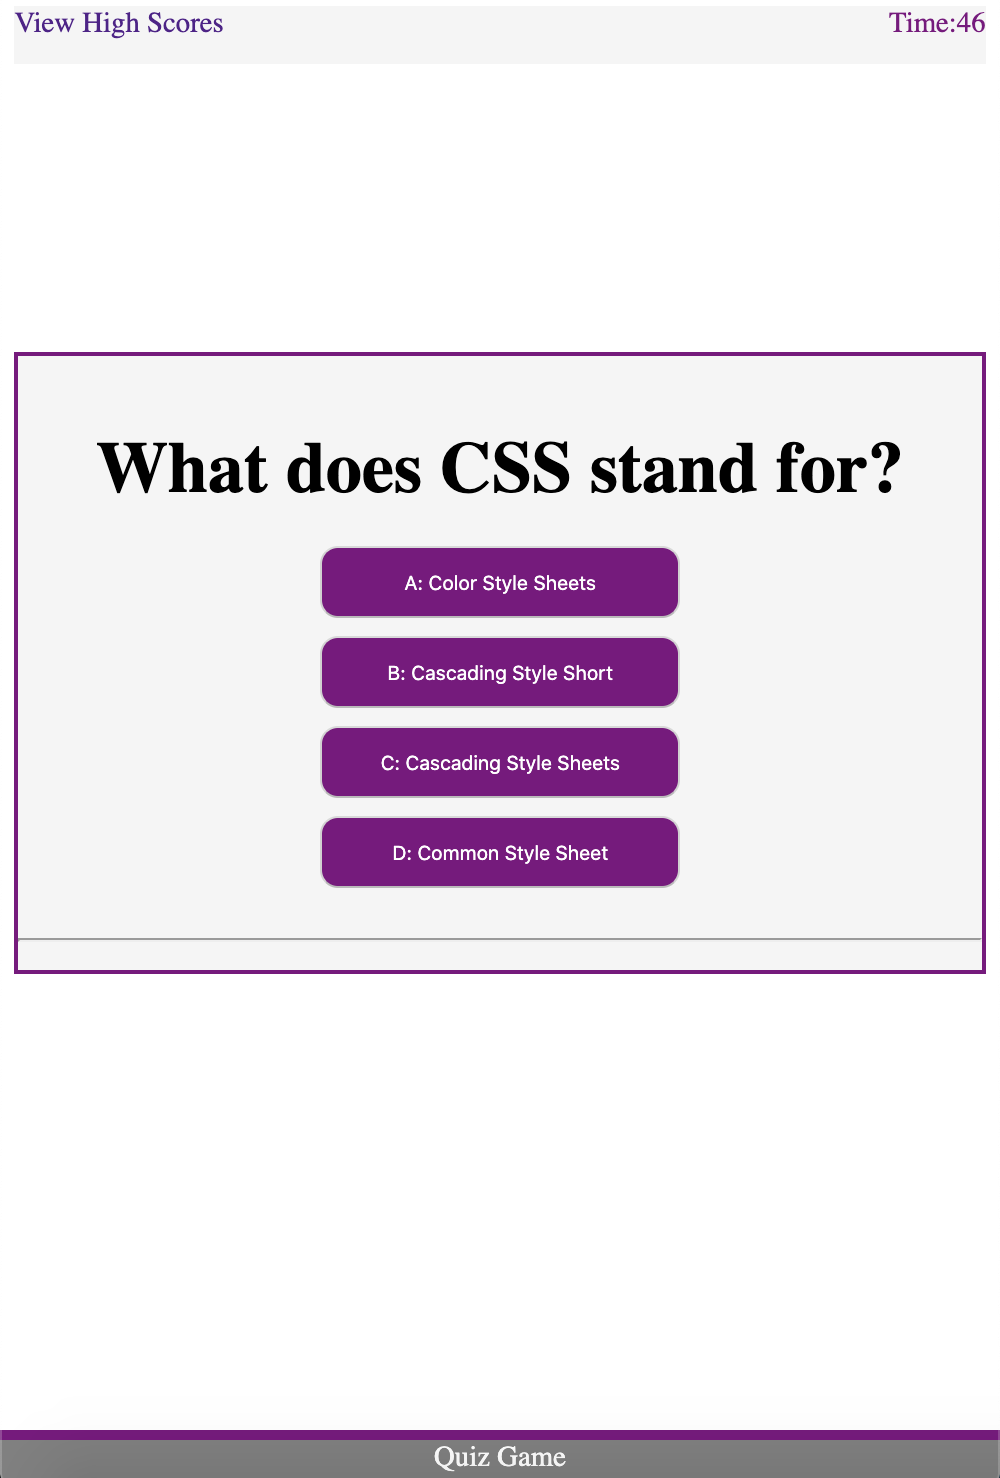 View High Scores
Time:46
What does CSS stand for?
A: Color Style Sheets
B: Cascading Style Short
C: Cascading Style Sheets
D: Common Style Sheet
Quiz Game